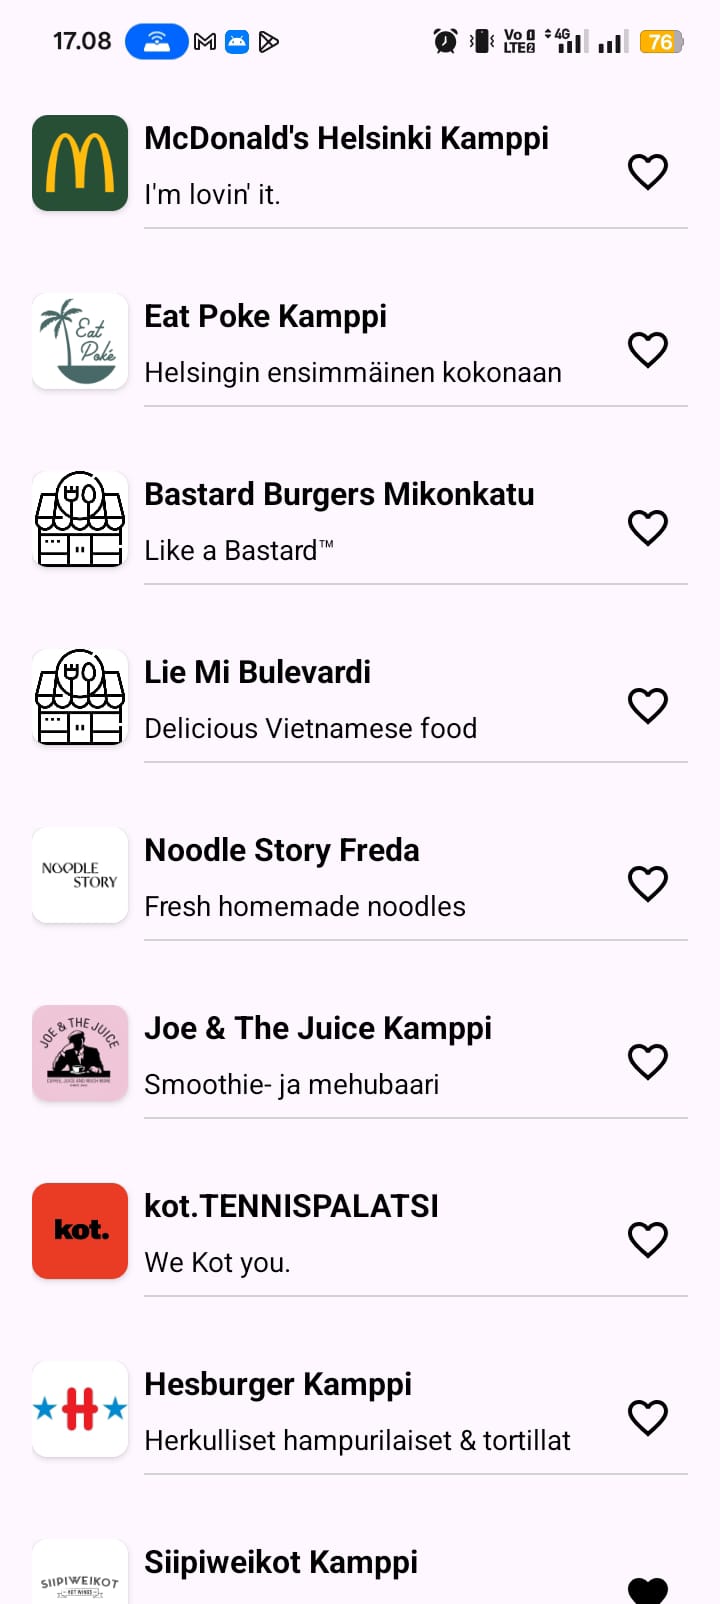 17.08
Vo
LTE2
4G
76
McDonald's Helsinki Kamppi
I'm lovin' it.
Eat
Poké
Eat Poke Kamppi
Helsingin ensimmäinen kokonaan
Bastard Burgers Mikonkatu
Like a Bastard™
Lie Mi Bulevardi
Delicious Vietnamese food
NOODLE
STORY
Noodle Story Freda
Fresh homemade noodles
JOE & THE JUICE
Joe & The Juice Kamppi
Smoothie- ja mehubaari
kot.
kot.TENNISPALATSI
We Kot you.
H
Hesburger Kamppi
Herkulliset hampurilaiset & tortillat
SIIPIWEIKOT
HOT WINGS
Siipiweikot Kamppi